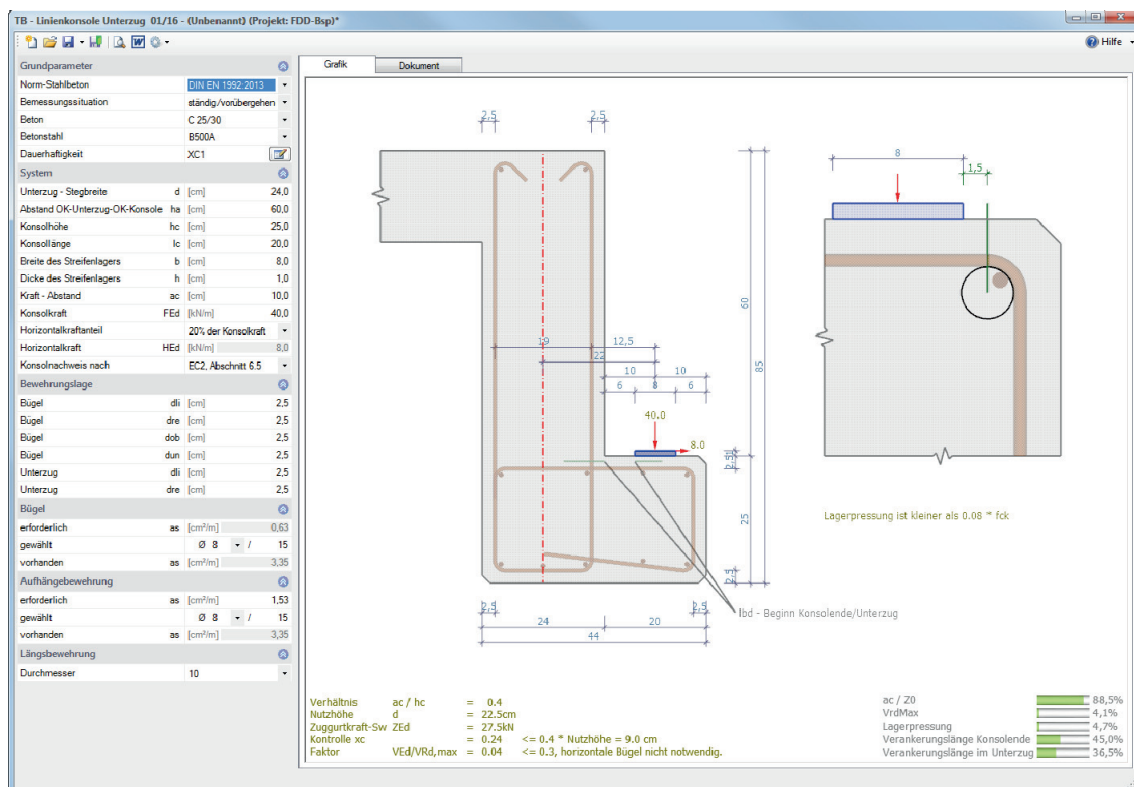 TB - Linienkonsole Unterzug 01/16 - (Unbenannt) (Projekt: FDD-Bsp)*
Hilfe
Grundparameter
Norm-Stahlbeton DIN EN 1992:2013
Bemessungssituation ständig/vorübergehen
Beton C 25/30
Betonstahl B500A
Dauerhaftigkeit XC1
System
Unterzug - Stegbreite d [cm] 24,0
Abstand OK-Unterzug-OK-Konsole ha [cm] 60,0
Konsolhöhe hc [cm] 25,0
Konsollänge lc [cm] 20,0
Breite des Streifenlagers b [cm] 8,0
Dicke des Streifenlagers h [cm] 1,0
Kraft - Abstand ac [cm] 10,0
Konsolkraft FEd [kN/m] 40,0
Horizontalkraftanteil 20% der Konsolkraft
Horizontalkraft HEd [kN/m] 8,0
Konsolnachweis nach EC2, Abschnitt 6.5
Bewehrungslage
Bügel dli [cm] 2,5
Bügel dre [cm] 2,5
Bügel dob [cm] 2,5
Bügel dun [cm] 2,5
Unterzug dli [cm] 2,5
Unterzug dre [cm] 2,5
Bügel
erforderlich as [cm²/m] 0,63
gewählt Ø 8 / 15
vorhanden as [cm²/m] 3,35
Aufhängebewehrung
erforderlich as [cm²/m] 1,53
gewählt Ø 8 / 15
vorhanden as [cm²/m] 3,35
Längsbewehrung
Durchmesser 10
Grafik Dokument
2,5 2,5
19 12,5
22
10 10
6 8 6
40.0
8.0
60
85
2,5
25
2,5
2,5 2,5
24 20
44
lbd - Beginn Konsolende/Unterzug
8
1,5
Lagerpressung ist kleiner als 0.08 * fck
Verhältnis ac / hc = 0.4
Nutzhöhe d = 22.5cm
Zuggurtkraft-Sw ZEd = 27.5kN
Kontrolle xc = 0.24 <= 0.4 * Nutzhöhe = 9.0 cm
Faktor VEd/VRd,max = 0.04 <= 0.3, horizontale Bügel nicht notwendig.
ac / Z0 88,5%
VrdMax 4,1%
Lagerpressung 4,7%
Verankerungslänge Konsolende 45,0%
Verankerungslänge im Unterzug 36,5%